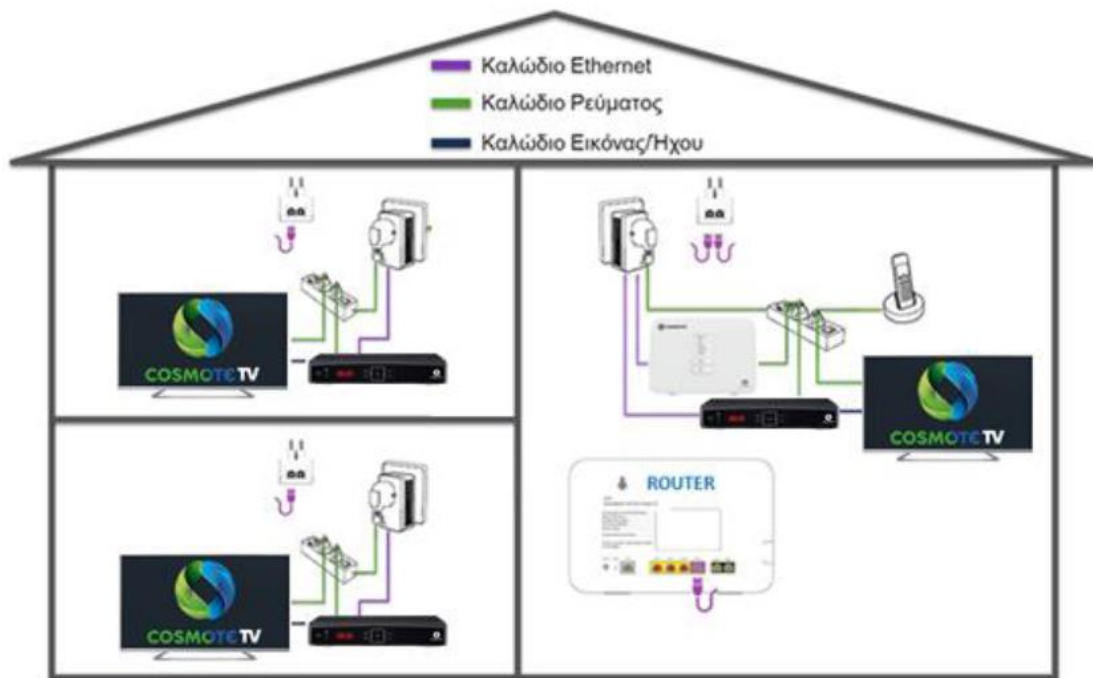 Καλώδιο Ethernet
Καλώδιο Ρεύματος
Καλώδιο Εικόνας/Ήχου
COSMOTE TV
COSMOTE TV
COSMOTE TV
ROUTER